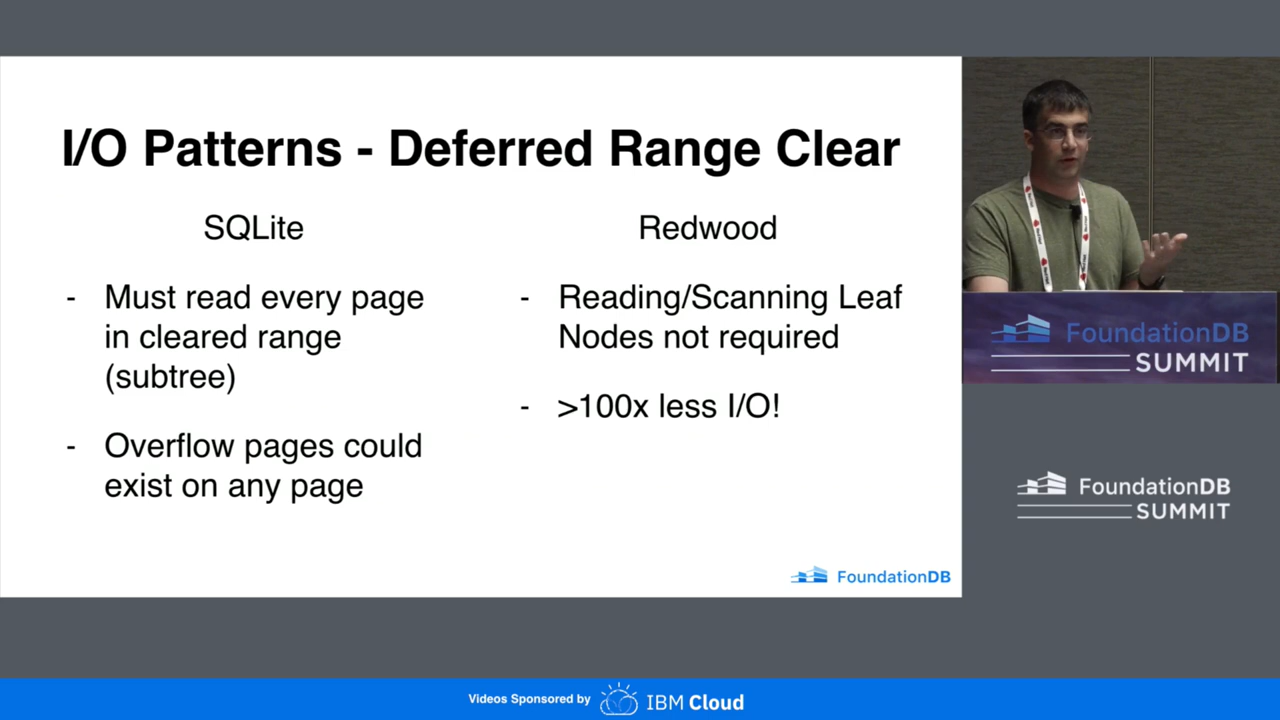 I/O Patterns - Deferred Range Clear
SQLite
- Must read every page
in cleared range
(subtree)
- Overflow pages could
exist on any page
Redwood
- Reading/Scanning Leaf
Nodes not required
- >100x less I/O!
FoundationDB
FoundationDB
SUMMIT
FoundationDB
SUMMIT
Videos Sponsored by IBM Cloud